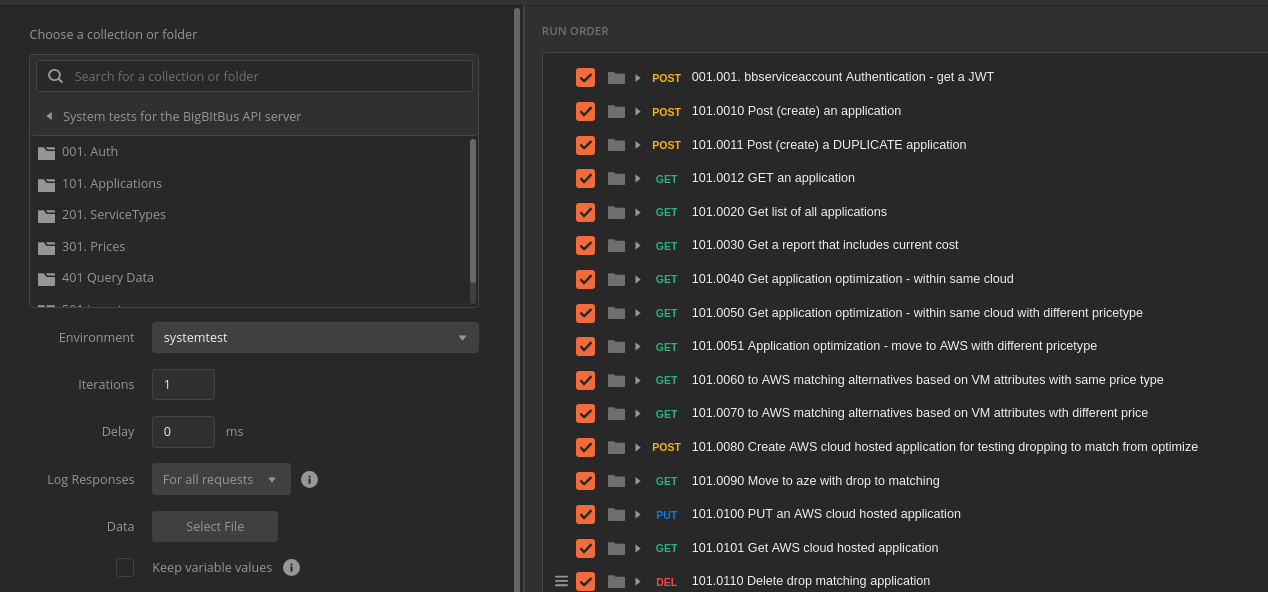 Choose a collection or folder
Search for a collection or folder
System tests for the BigBItBus API server
001. Auth
101. Applications
201. ServiceTypes
301. Prices
401 Query Data
Environment systemtest
Iterations 1
Delay 0 ms
Log Responses For all requests
Data Select File
Keep variable values
RUN ORDER
POST 001.001. bbserviceaccount Authentication - get a JWT
POST 101.0010 Post (create) an application
POST 101.0011 Post (create) a DUPLICATE application
GET 101.0012 GET an application
GET 101.0020 Get list of all applications
GET 101.0030 Get a report that includes current cost
GET 101.0040 Get application optimization - within same cloud
GET 101.0050 Get application optimization - within same cloud with different pricetype
GET 101.0051 Application optimization - move to AWS with different pricetype
GET 101.0060 to AWS matching alternatives based on VM attributes with same price type
GET 101.0070 to AWS matching alternatives based on VM attributes wth different price
POST 101.0080 Create AWS cloud hosted application for testing dropping to match from optimize
GET 101.0090 Move to aze with drop to matching
PUT 101.0100 PUT an AWS cloud hosted application
GET 101.0101 Get AWS cloud hosted application
DEL 101.0110 Delete drop matching application